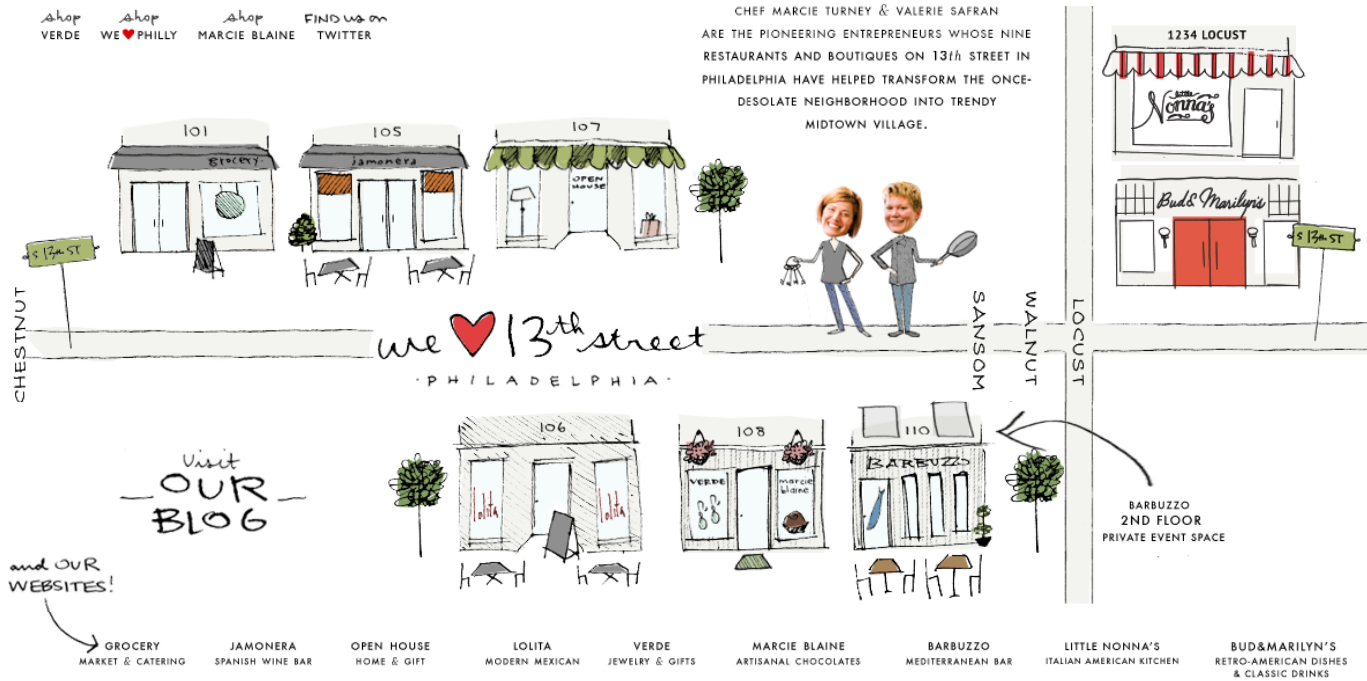 shop
VERDE
shop
WE ♥ PHILLY
shop
MARCIE BLAINE
FIND us on
TWITTER
CHEF MARCIE TURNEY & VALERIE SAFRAN
ARE THE PIONEERING ENTREPRENEURS WHOSE NINE
RESTAURANTS AND BOUTIQUES ON 13th STREET IN
PHILADELPHIA HAVE HELPED TRANSFORM THE ONCE-
DESOLATE NEIGHBORHOOD INTO TRENDY
MIDTOWN VILLAGE.
1234 LOCUST
little
Nonna's
Bud & Marilyn's
101
Grocery.
105
jamonera
107
OPEN
HOUSE
S 13th ST
S 13th ST
CHESTNUT
we ♥ 13th street
·PHILADELPHIA·
SANSOM
WALNUT
LOCUST
Visit
OUR
BLOG
106
lolita
lolita
108
VERDE
marcie
blaine
110
BARBUZZO
BARBUZZO
2ND FLOOR
PRIVATE EVENT SPACE
and OUR
WEBSITES!
GROCERY
MARKET & CATERING
JAMONERA
SPANISH WINE BAR
OPEN HOUSE
HOME & GIFT
LOLITA
MODERN MEXICAN
VERDE
JEWELRY & GIFTS
MARCIE BLAINE
ARTISANAL CHOCOLATES
BARBUZZO
MEDITERRANEAN BAR
LITTLE NONNA'S
ITALIAN AMERICAN KITCHEN
BUD&MARILYN'S
RETRO-AMERICAN DISHES
& CLASSIC DRINKS